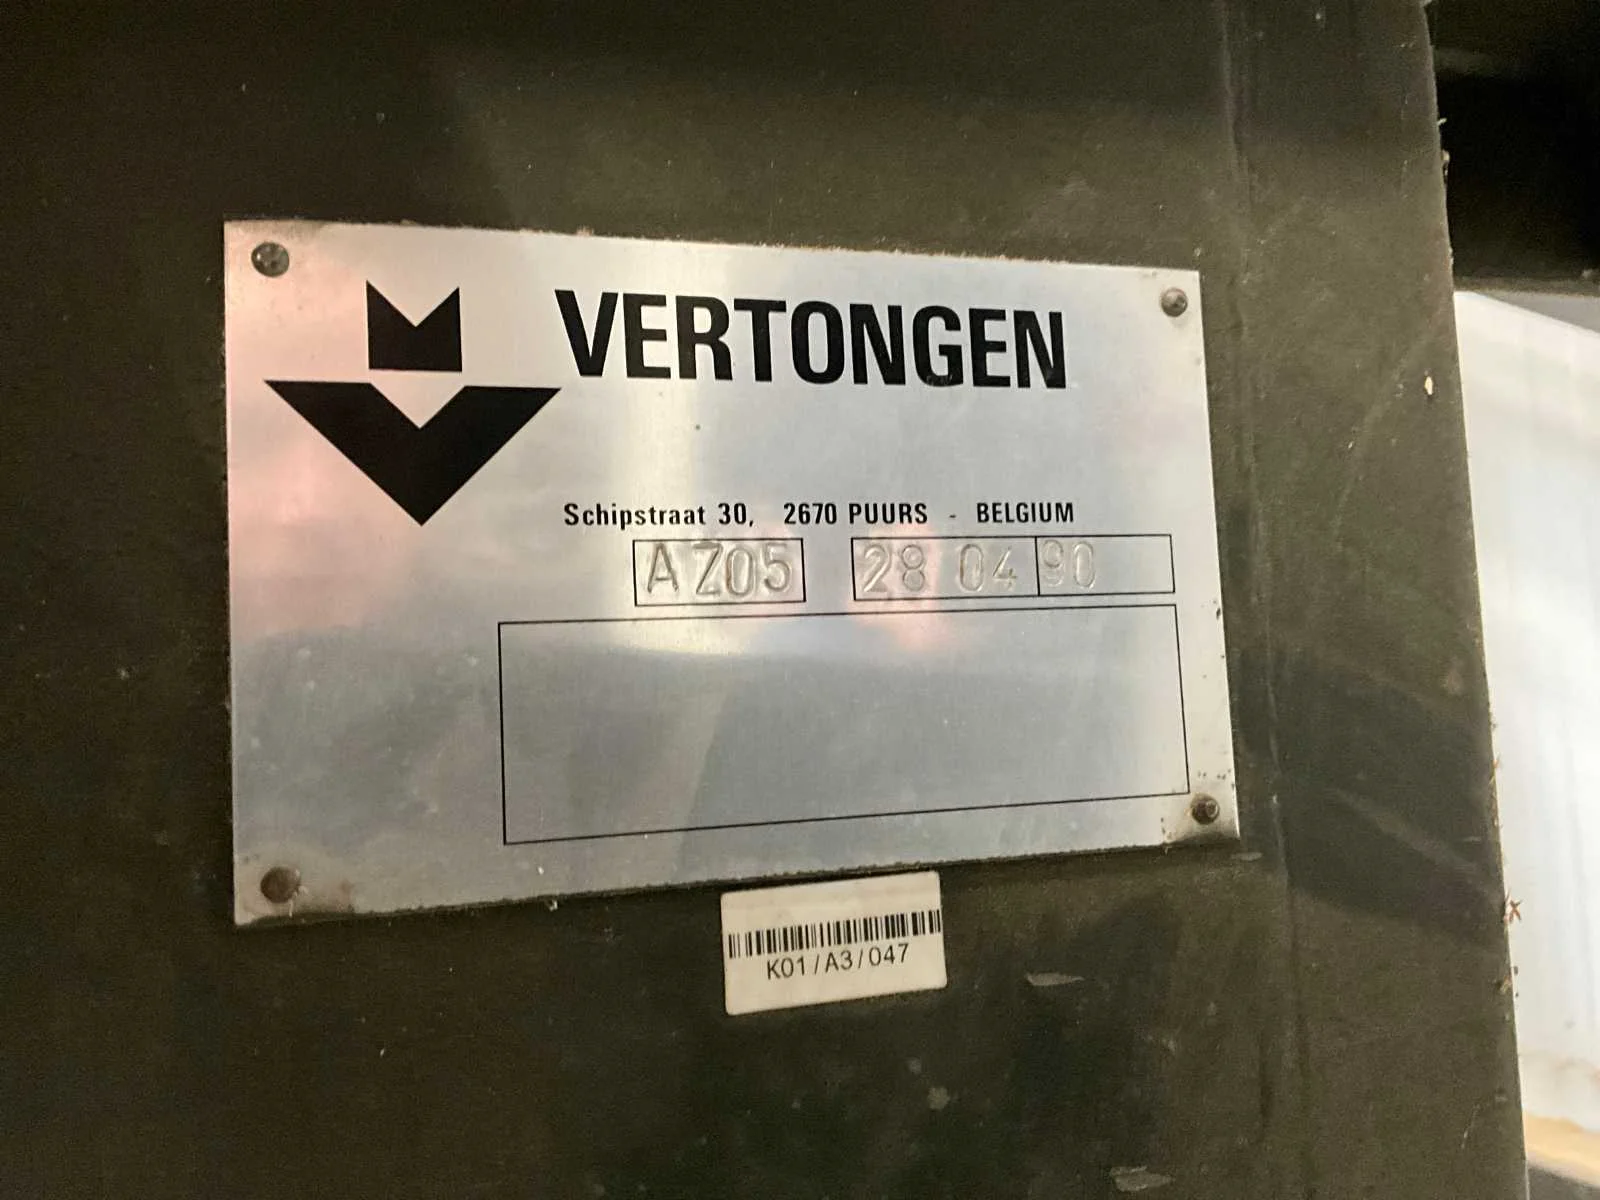 VERTONGEN
Schipstraat 30, 2670 PUURS - BELGIUM
AZ05 28 04 90
K01/A3/047